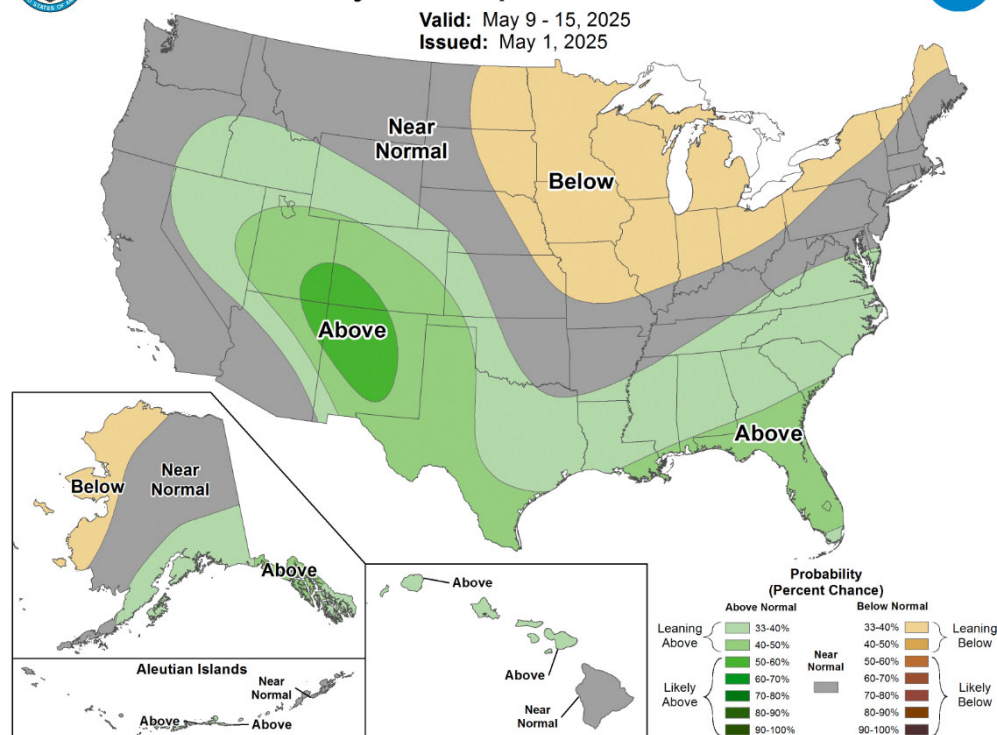 Valid: May 9 - 15, 2025
Issued: May 1, 2025
Near
Normal
Below
Above
Above
Near
Normal
Below
Above
Aleutian Islands
Near
Normal
Above
Above
Above
Above
Near
Normal
Probability
(Percent Chance)
Above Normal
Below Normal
Leaning
Above
33-40%
40-50%
Likely
Above
50-60%
60-70%
70-80%
80-90%
90-100%
Near
Normal
33-40%
40-50%
Leaning
Below
50-60%
60-70%
70-80%
80-90%
90-100%
Likely
Below